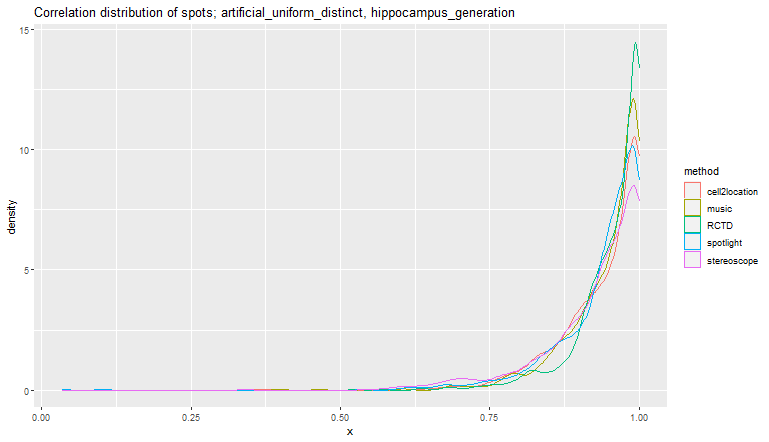 Correlation distribution of spots; artificial_uniform_distinct, hippocampus_generation
15
10
5
0
density
0.00
0.25
0.50
0.75
1.00
x
method
cell2location
music
RCTD
spotlight
stereoscope